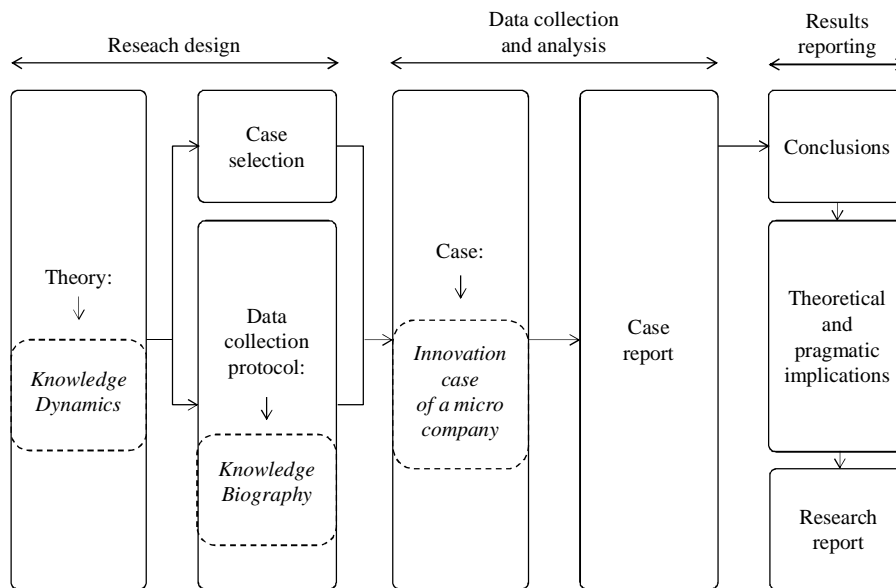 Reseach design
Data collection
and analysis
Results
reporting
Theory:
Knowledge
Dynamics
Case
selection
Data
collection
protocol:
Knowledge
Biography
Case:
Innovation
case
of a micro
company
Case
report
Conclusions
Theoretical
and
pragmatic
implications
Research
report